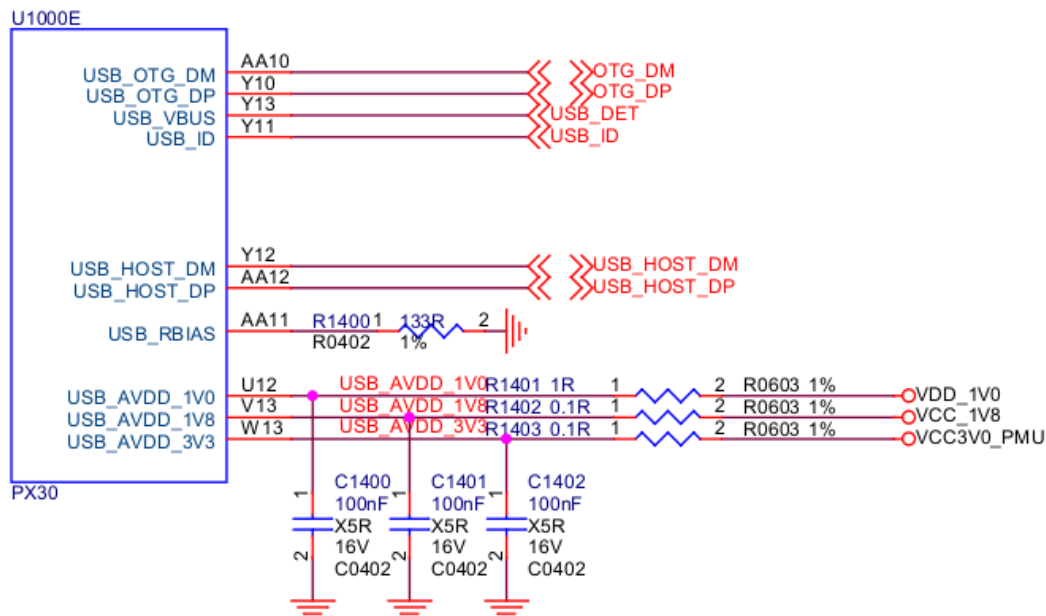 U1000E
USB_OTG_DM AA10 OTG_DM
USB_OTG_DP Y10 OTG_DP
USB_VBUS Y13 USB_DET
USB_ID Y11 USB_ID
USB_HOST_DM Y12 USB_HOST_DM
USB_HOST_DP AA12 USB_HOST_DP
USB_RBIAS AA11 R1400 1 133R 2
R0402 1%
USB_AVDD_1V0 U12 USB_AVDD_1V0 R1401 1R 1 2 R0603 1% VDD_1V0
USB_AVDD_1V8 V13 USB_AVDD_1V8 R1402 0.1R 1 2 R0603 1% VCC_1V8
USB_AVDD_3V3 W13 USB_AVDD_3V3 R1403 0.1R 1 2 R0603 1% VCC3V0_PMU
PX30
1 C1400 1 C1401 1 C1402
100nF 100nF 100nF
X5R X5R X5R
2 16V 2 16V 2 16V
C0402 C0402 C0402